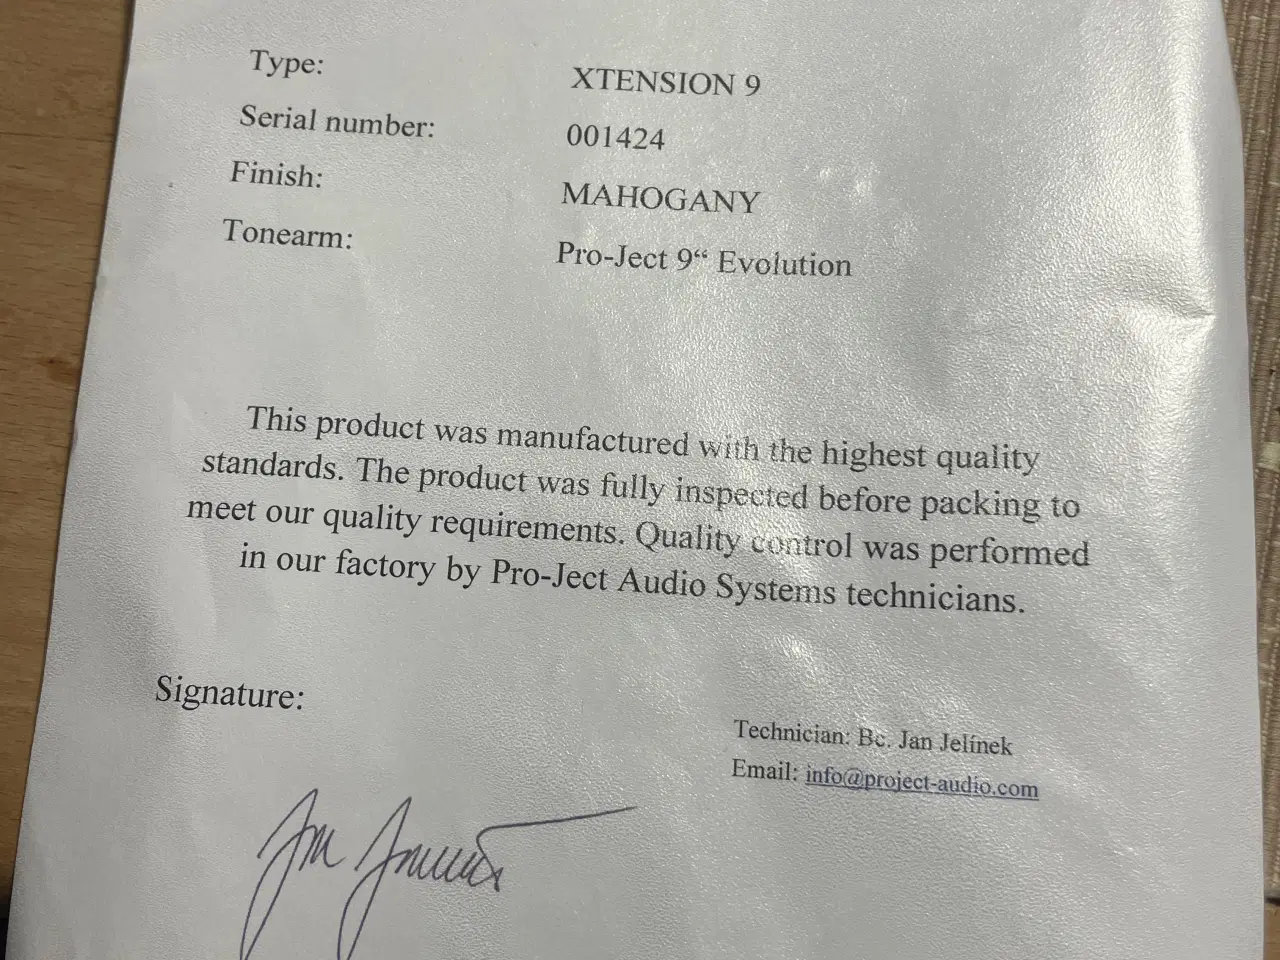 Type: XTENSION 9
Serial number: 001424
Finish: MAHOGANY
Tonearm: Pro-Ject 9“ Evolution
This product was manufactured with the highest quality
standards. The product was fully inspected before packing to
meet our quality requirements. Quality control was performed
in our factory by Pro-Ject Audio Systems technicians.
Signature:
Technician: Bc. Jan Jelínek
Email: info@project-audio.com